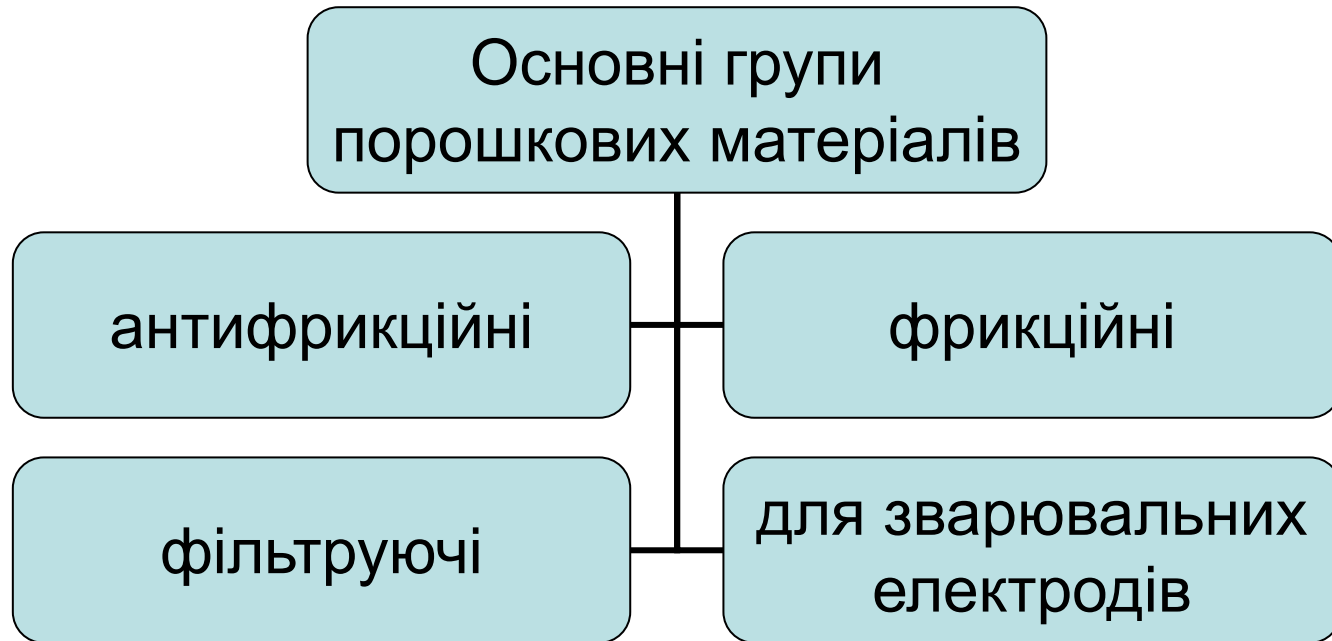 Основні групи
порошкових матеріалів
антифрикційні
фрикційні
фільтруючі
для зварювальних
електродів